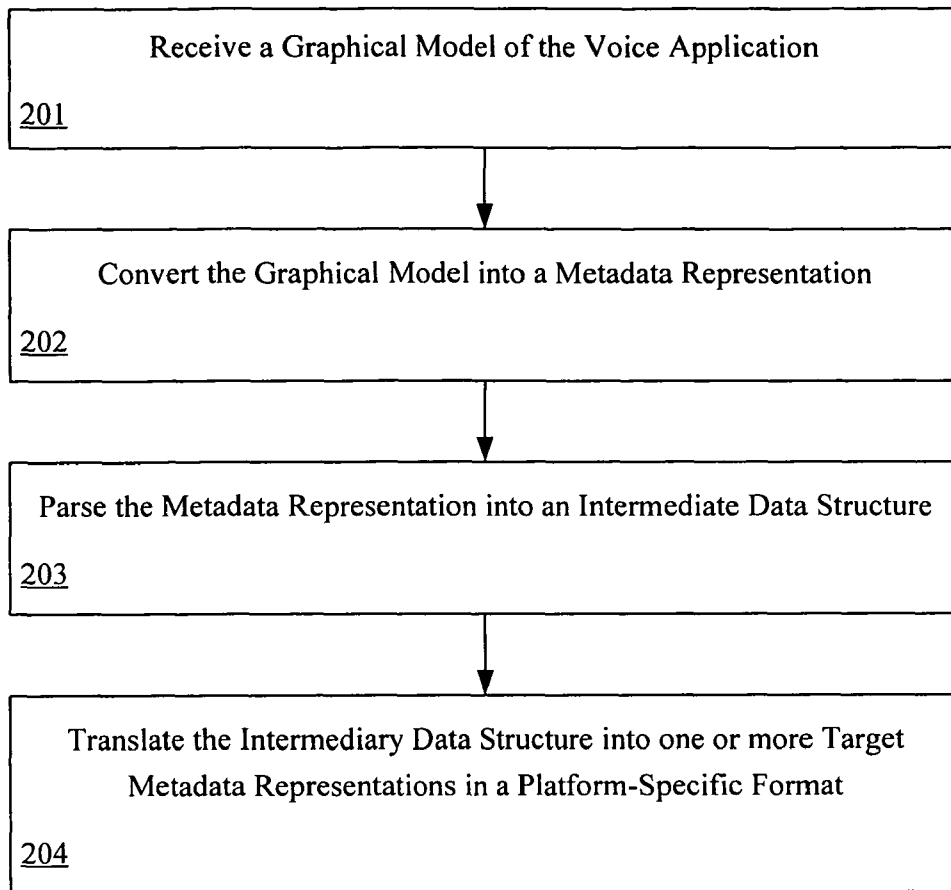 Receive a Graphical Model of the Voice Application
201
Convert the Graphical Model into a Metadata Representation
202
Parse the Metadata Representation into an Intermediate Data Structure
203
Translate the Intermediary Data Structure into one or more Target
Metadata Representations in a Platform-Specific Format
204